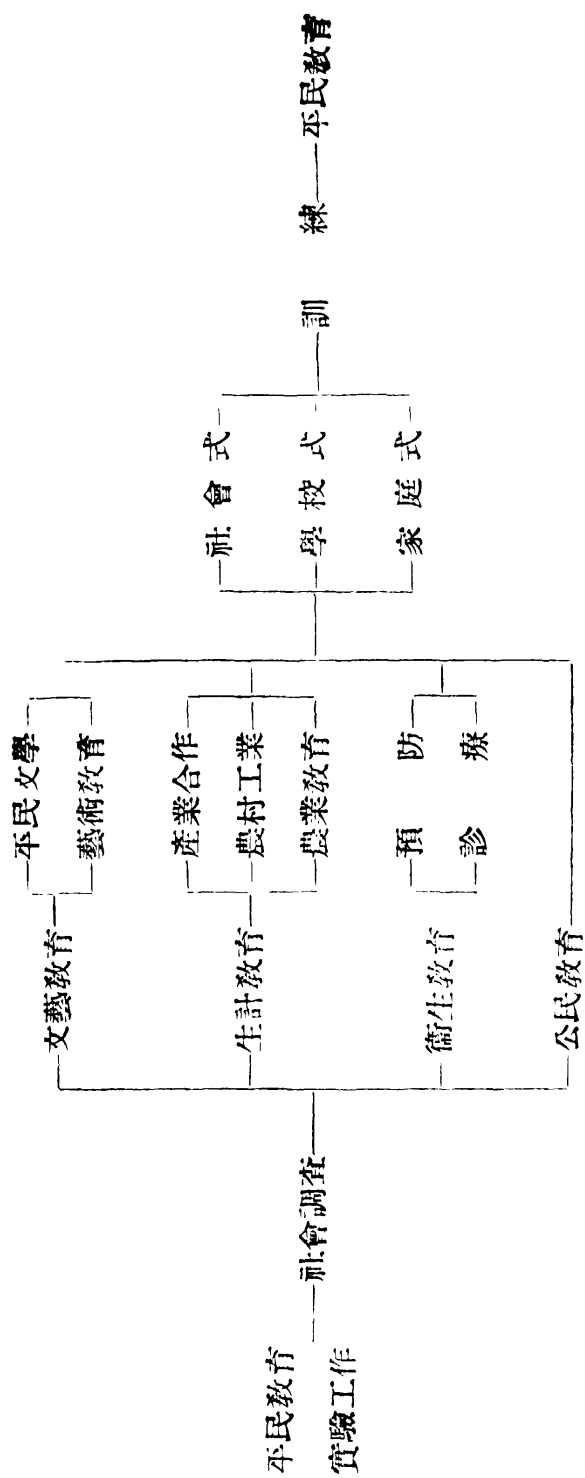 平民教育
實驗工作
社會調查
文藝教育
平民文學
藝術教育
生計教育
產業合作
農村工業
農業教育
衞生教育
預防
診療
公民教育
社會式
學校式
家庭式
訓練
平民教育